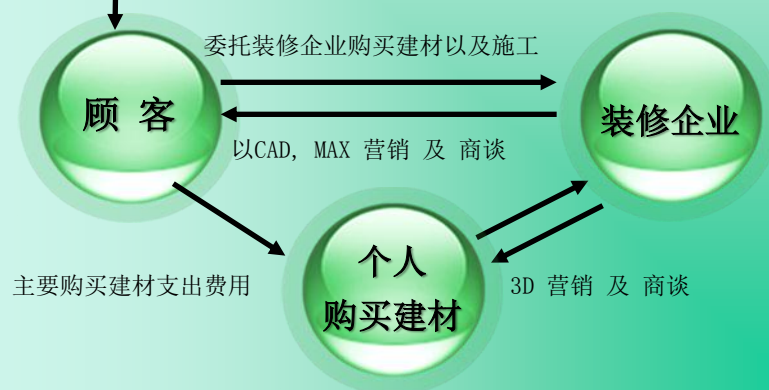 委托装修企业购买建材以及施工
顾 客
装修企业
以CAD, MAX 营销 及 商谈
个人
购买建材
主要购买建材支出费用
3D 营销 及 商谈